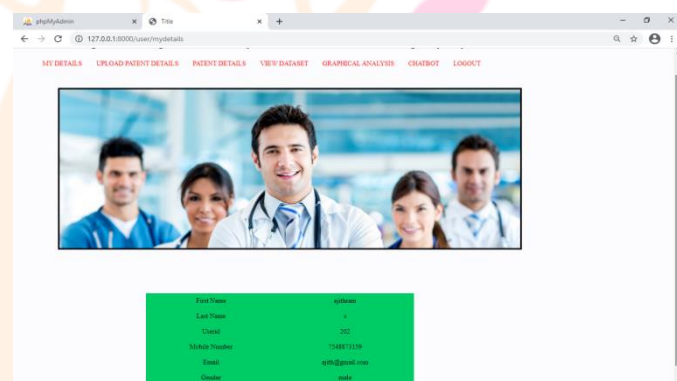 phpMyAdmin
Title
127.0.0.1:8000/user/mydetails
MY DETAILS UPLOAD PATENT DETAILS PATENT DETAILS VIEW DATASET GRAPHICAL ANALYSIS CHATBOT LOGOUT
First Name ajithram
Last Name s
Userid 202
Mobile Number 7548873159
Email ajith@gmail.com
Gender male